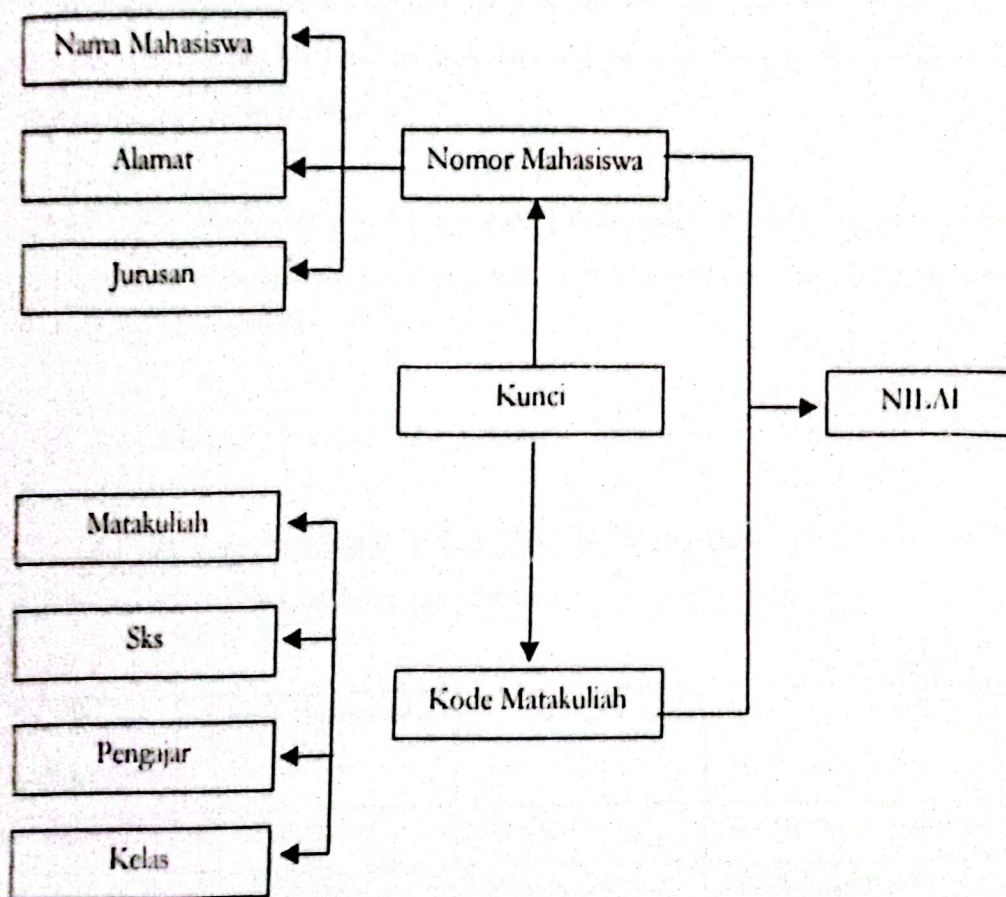 Nama Mahasiswa
Alamat
Nomor Mahasiswa
Jurusan
Kunci
NILAI
Matakuliah
Sks
Kode Matakuliah
Pengajar
Kelas